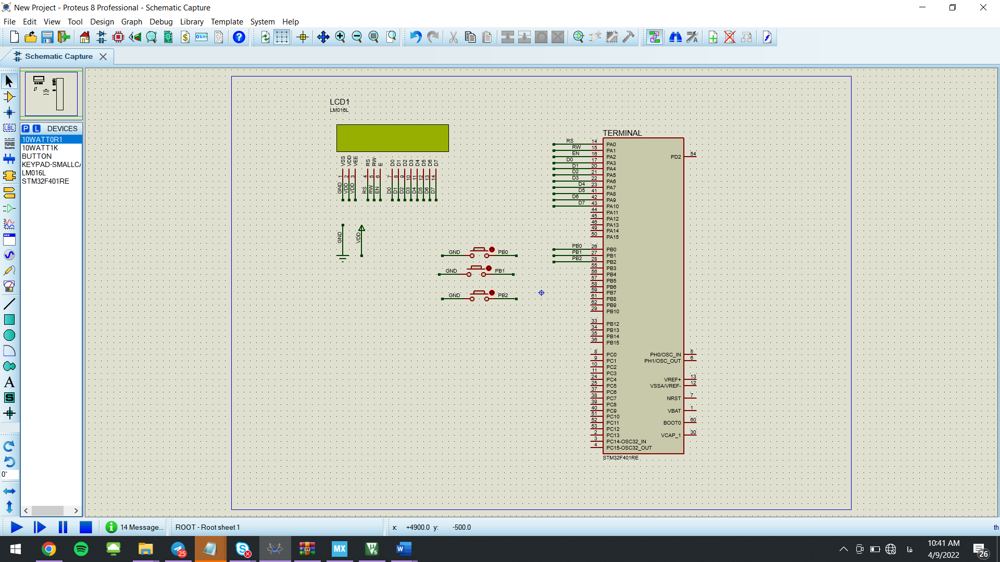 New Project - Proteus 8 Professional - Schematic Capture
File Edit View Tool Design Graph Debug Library Template System Help
Schematic Capture
P L DEVICES
10WATT0R1
10WATT1K
BUTTON
KEYPAD-SMALLCA
LM016L
STM32F401RE
LBL
A
S
0°
LCD1
LM016L
VSS VDD VEE RS RW E D0 D1 D2 D3 D4 D5 D6 D7
1 2 3 4 5 6 7 8 9 10 11 12 13 14
GND VDD VDD RS RW EN D0 D1 D2 D3 D4 D5 D6 D7
GND VDD
GND PB0
GND PB1
GND PB2
TERMINAL
RS 14 PA0
RW 15 PA1
EN 16 PA2 PD2 54
D0 17 PA3
D1 20 PA4
D2 21 PA5
D3 22 PA6
D4 23 PA7
D5 41 PA8
D6 42 PA9
D7 43 PA10
44 PA11
45 PA12
46 PA13
49 PA14
50 PA15
PB0 26 PB0
PB1 27 PB1
PB2 28 PB2
55 PB3
56 PB4
57 PB5
58 PB6
59 PB7
61 PB8
62 PB9
29 PB10
33 PB12
34 PB13
35 PB14
36 PB15
8 PC0 PH0/OSC_IN 5
9 PC1 PH1/OSC_OUT 6
10 PC2
11 PC3
24 PC4 VREF+ 13
25 PC5 VSSA/VREF- 12
37 PC6
38 PC7 NRST 7
39 PC8
40 PC9 VBAT 1
51 PC10
52 PC11 BOOT0 60
53 PC12
2 PC13 VCAP_1 30
3 PC14-OSC32_IN
4 PC15-OSC32_OUT
STM32F401RE
14 Message... ROOT - Root sheet 1 x: +4900.0 y: -500.0 th
25 MX 10:41 AM
فا 4/9/2022 26